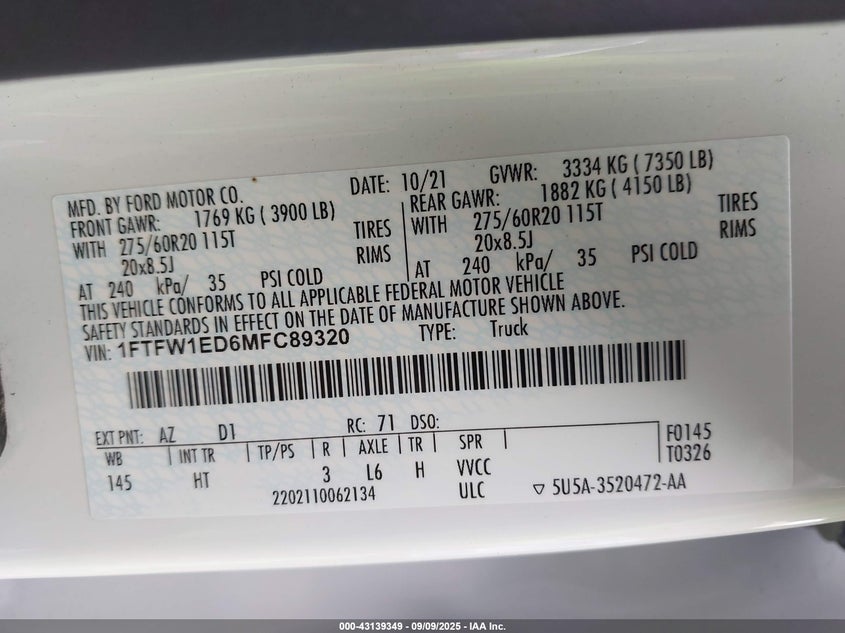 MFD. BY FORD MOTOR CO. DATE: 10/21 GVWR: 3334 KG ( 7350 LB)
FRONT GAWR: 1769 KG ( 3900 LB) REAR GAWR: 1882 KG ( 4150 LB)
WITH 275/60R20 115T TIRES WITH 275/60R20 115T TIRES
20x8.5J RIMS 20x8.5J RIMS
AT 240 kPa/ 35 PSI COLD AT 240 kPa/ 35 PSI COLD
THIS VEHICLE CONFORMS TO ALL APPLICABLE FEDERAL MOTOR VEHICLE
SAFETY STANDARDS IN EFFECT ON THE DATE OF MANUFACTURE SHOWN ABOVE.
VIN: 1FTFW1ED6MFC89320 TYPE: Truck
EXT PNT: AZ D1 RC: 71 DSO:
WB INT TR TP/PS R AXLE TR SPR F0145
145 HT 3 L6 H VVCC T0326
2202110062134 ULC ▽ 5U5A-3520472-AA
000-43139349 | 09/09/2025 - IAA Inc.